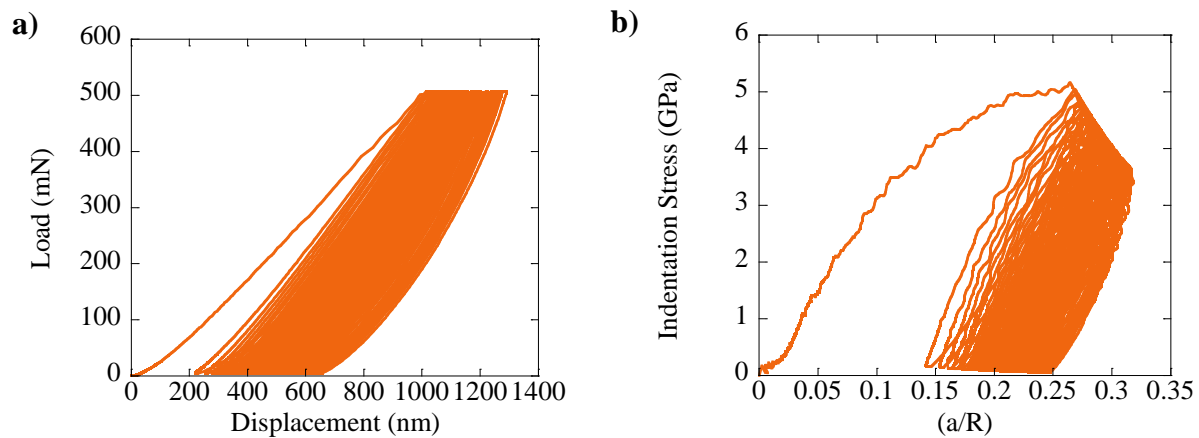 a)
600
500
400
300
200
100
0
Load (mN)
0 200 400 600 800 1000 1200 1400
Displacement (nm)
b)
6
5
4
3
2
1
0
Indentation Stress (GPa)
0 0.05 0.1 0.15 0.2 0.25 0.3 0.35
(a/R)